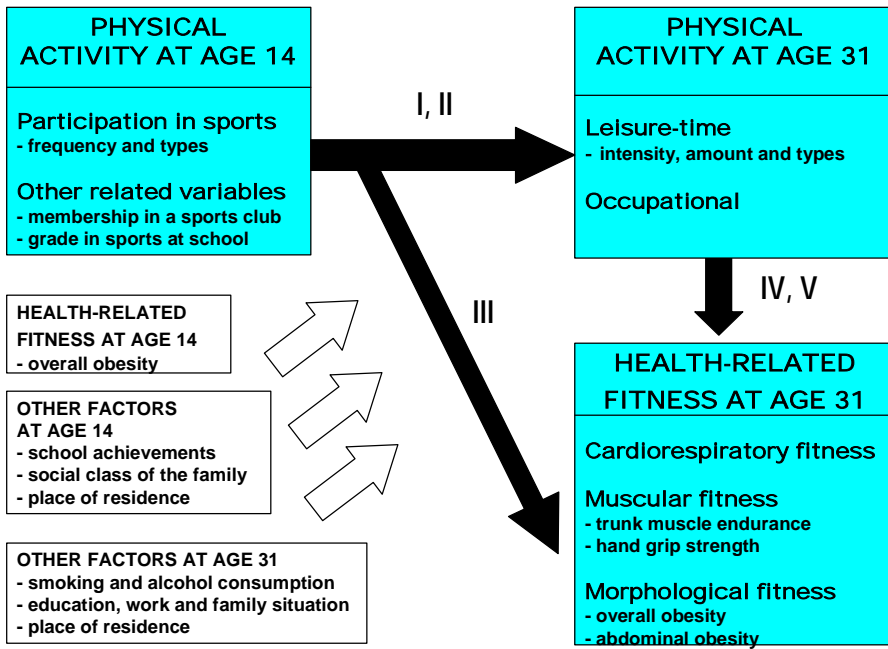 PHYSICAL
ACTIVITY AT AGE 14
Participation in sports
- frequency and types
Other related variables
- membership in a sports club
- grade in sports at school
I, II
PHYSICAL
ACTIVITY AT AGE 31
Leisure-time
- intensity, amount and types
Occupational
IV, V
III
HEALTH-RELATED
FITNESS AT AGE 14
- overall obesity
OTHER FACTORS
AT AGE 14
- school achievements
- social class of the family
- place of residence
OTHER FACTORS AT AGE 31
- smoking and alcohol consumption
- education, work and family situation
- place of residence
HEALTH-RELATED
FITNESS AT AGE 31
Cardiorespiratory fitness
Muscular fitness
- trunk muscle endurance
- hand grip strength
Morphological fitness
- overall obesity
- abdominal obesity